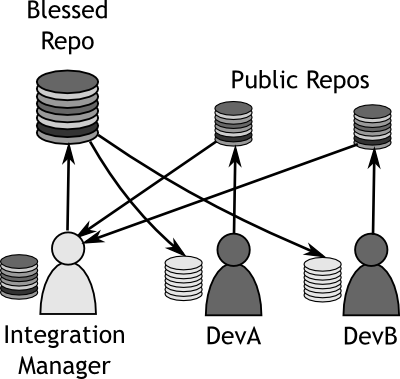 Blessed
Repo
Public Repos
Integration
Manager
DevA
DevB